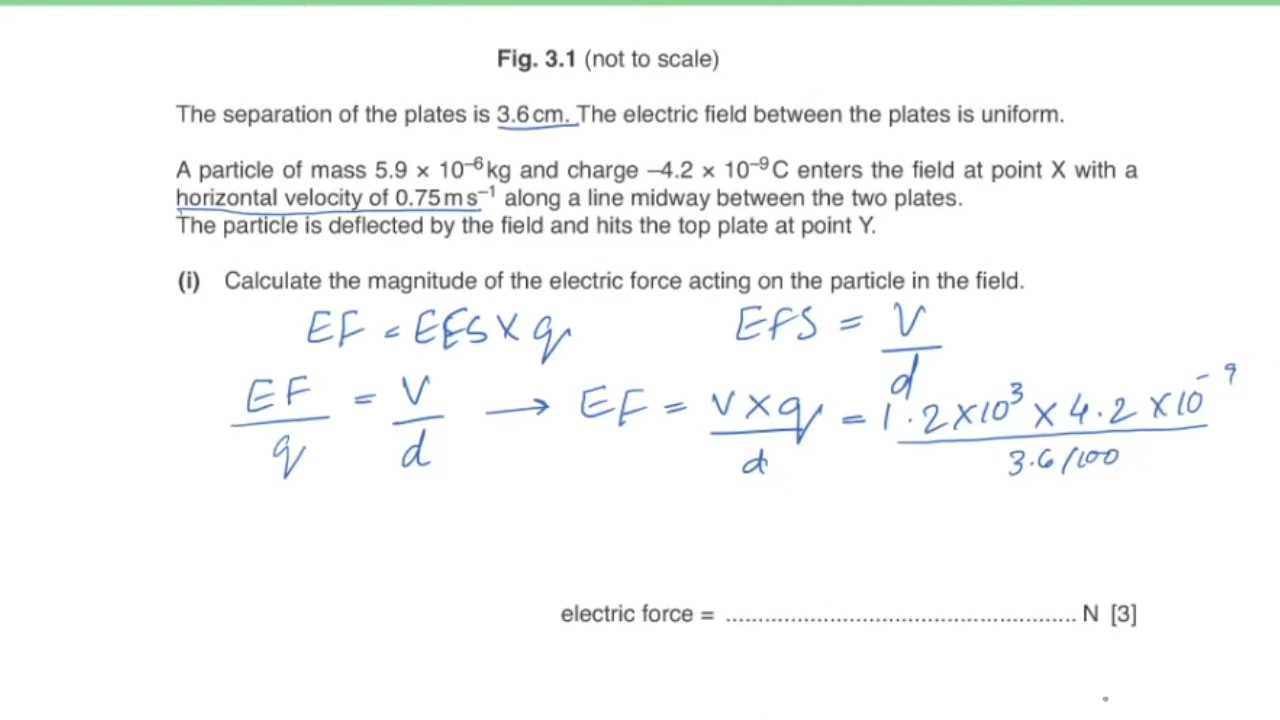 Fig. 3.1 (not to scale)
The separation of the plates is 3.6 cm. The electric field between the plates is uniform.
A particle of mass 5.9 × 10⁻⁶ kg and charge –4.2 × 10⁻⁹ C enters the field at point X with a
horizontal velocity of 0.75 m s⁻¹ along a line midway between the two plates.
The particle is deflected by the field and hits the top plate at point Y.
(i) Calculate the magnitude of the electric force acting on the particle in the field.
EF = EFS × q EFS = V/d
EF/q = V/d → EF = V × q/d = 1.2 × 10³ × 4.2 × 10⁻⁹/3.6/100
electric force = .................................................... N [3]